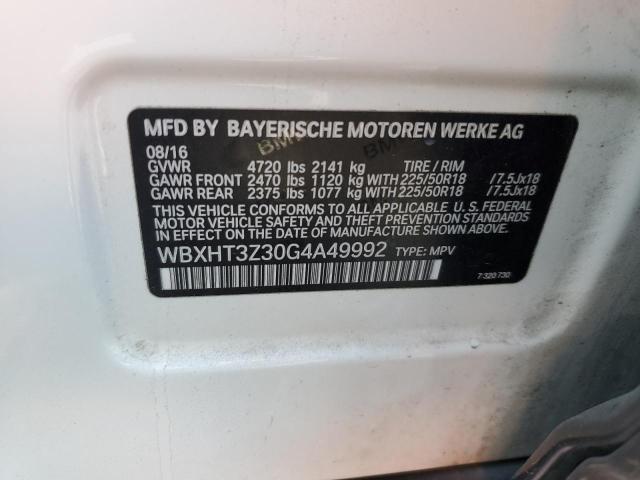 MFD BY BAYERISCHE MOTOREN WERKE AG
08/16
GVWR 4720 lbs 2141 kg TIRE / RIM
GAWR FRONT 2470 lbs 1120 kg WITH 225/50R18 /7.5Jx18
GAWR REAR 2375 lbs 1077 kg WITH 225/50R18 /7.5Jx18
THIS VEHICLE CONFORMS TO ALL APPLICABLE U. S. FEDERAL
MOTOR VEHICLE SAFETY, BUMPER, AND THEFT PREVENTION
STANDARDS IN EFFECT ON THE DATE OF MANUFACTURE SHOWN ABOVE.
WBXHT3Z30G4A49992 TYPE: MPV
7 320 730